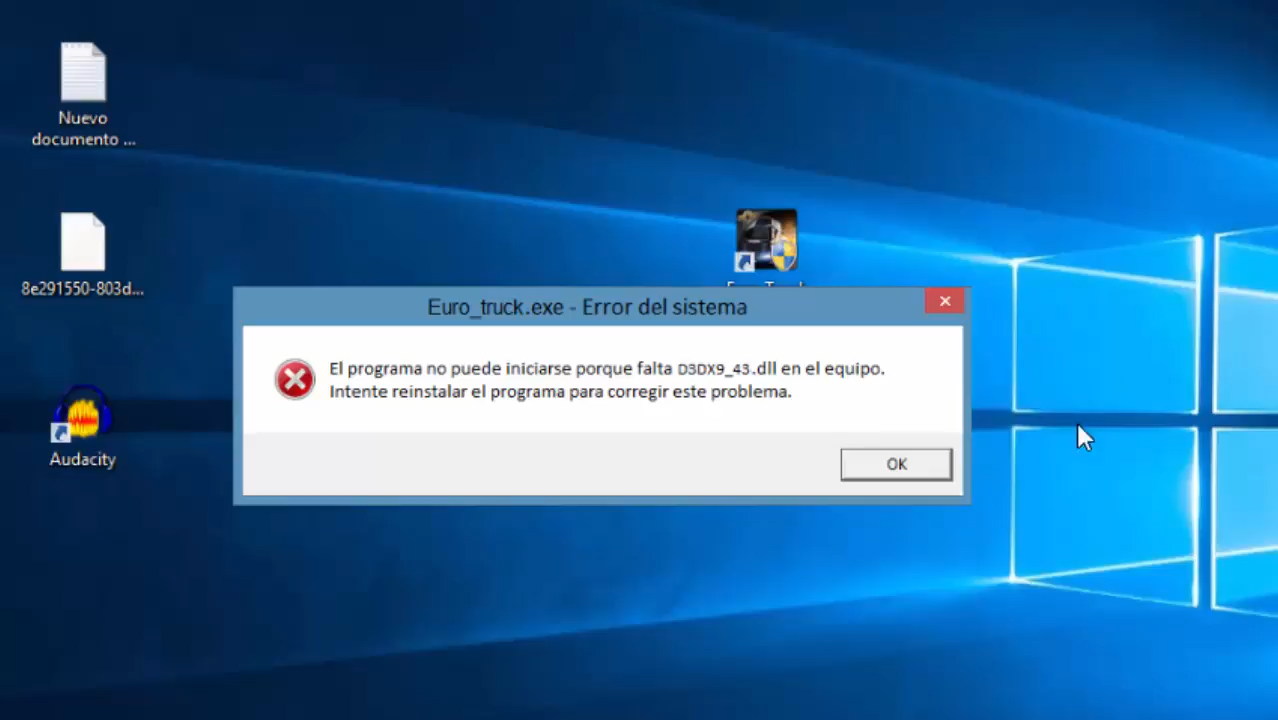 Nuevo
documento ...
8e291550-803d...
Audacity
Euro_truck.exe - Error del sistema
El programa no puede iniciarse porque falta D3DX9_43.dll en el equipo.
Intente reinstalar el programa para corregir este problema.
OK